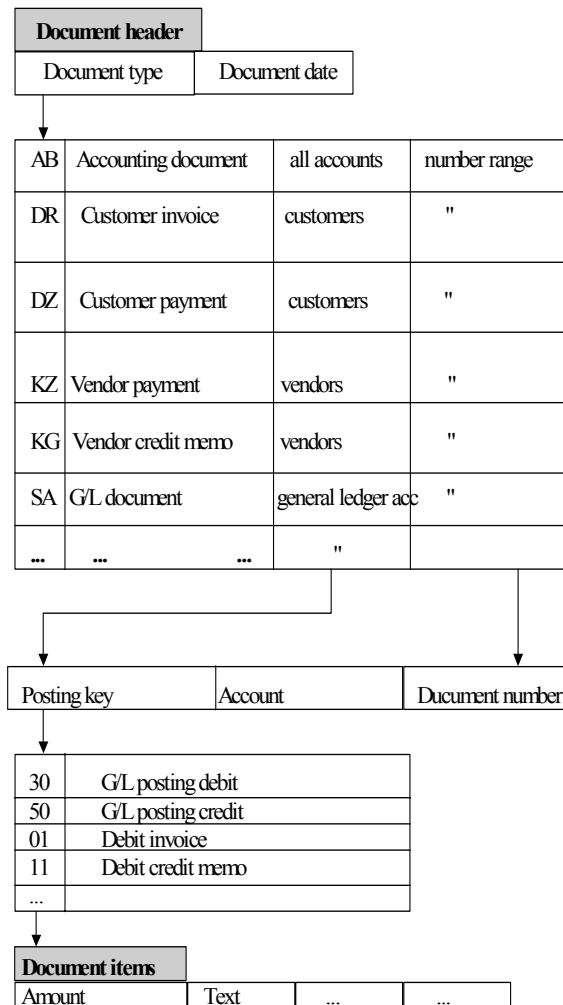 Document header
Document type Document date
AB Accounting document all accounts number range
DR Customer invoice customers "
DZ Customer payment customers "
KZ Vendor payment vendors "
KG Vendor credit memo vendors "
SA G/L document general ledger acc "
... ... ... "
Posting key Account Ducument number
30 G/L posting debit
50 G/L posting credit
01 Debit invoice
11 Debit credit memo
...
Document items
Amount Text ... ...